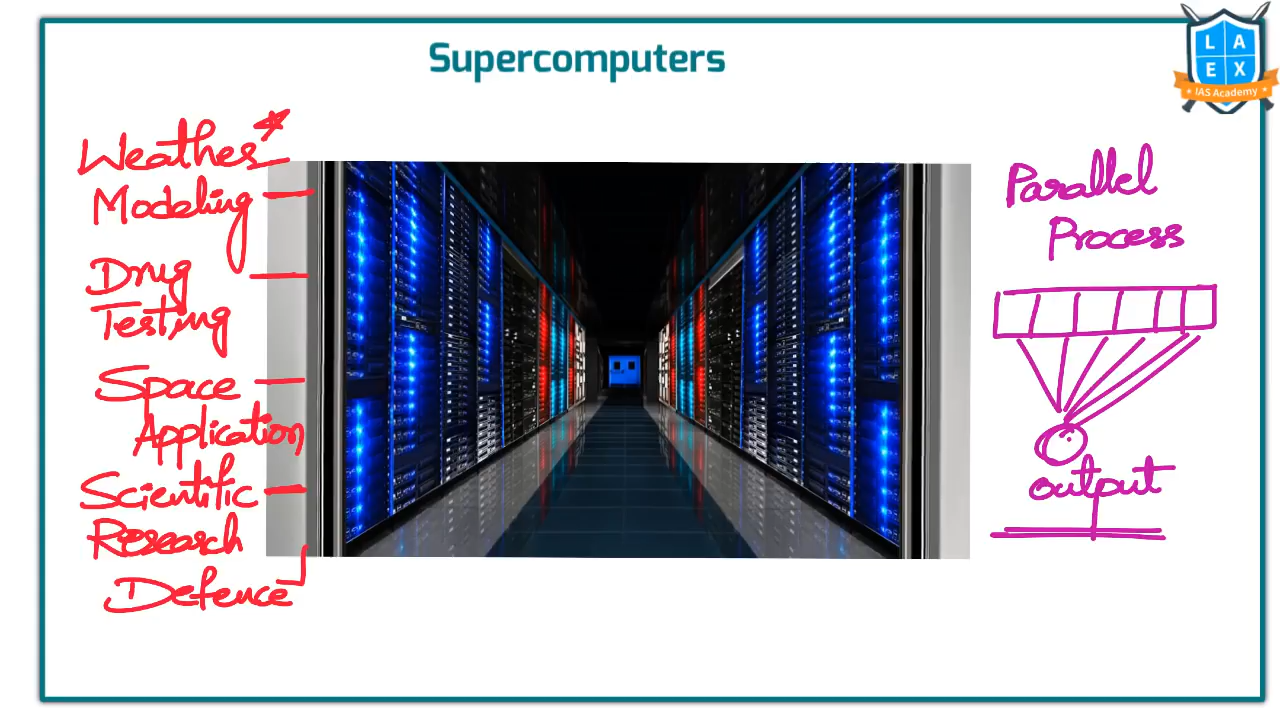 Supercomputers
L A
E X
IAS Academy
Weather
Modeling
Drug
Testing
Space
Application
Scientific
Research
Defence
Parallel
Process
output